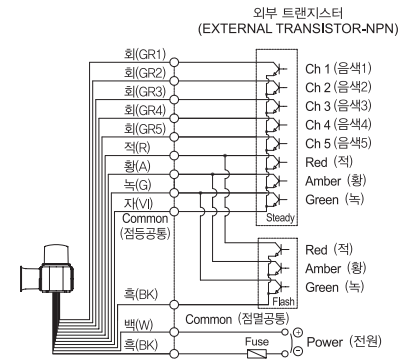 외부 트랜지스터
(EXTERNAL TRANSISTOR-NPN)
회(GR1)
회(GR2)
회(GR3)
회(GR4)
회(GR5)
적(R)
황(A)
녹(G)
자(VI)
Common
(점등공통)
Ch 1 (음색1)
Ch 2 (음색2)
Ch 3 (음색3)
Ch 4 (음색4)
Ch 5 (음색5)
Red (적)
Amber (황)
Green (녹)
Steady
Red (적)
Amber (황)
Green (녹)
Flash
흑(BK)
Common (점멸공통)
백(W)
흑(BK)
Fuse
+
-
Power (전원)